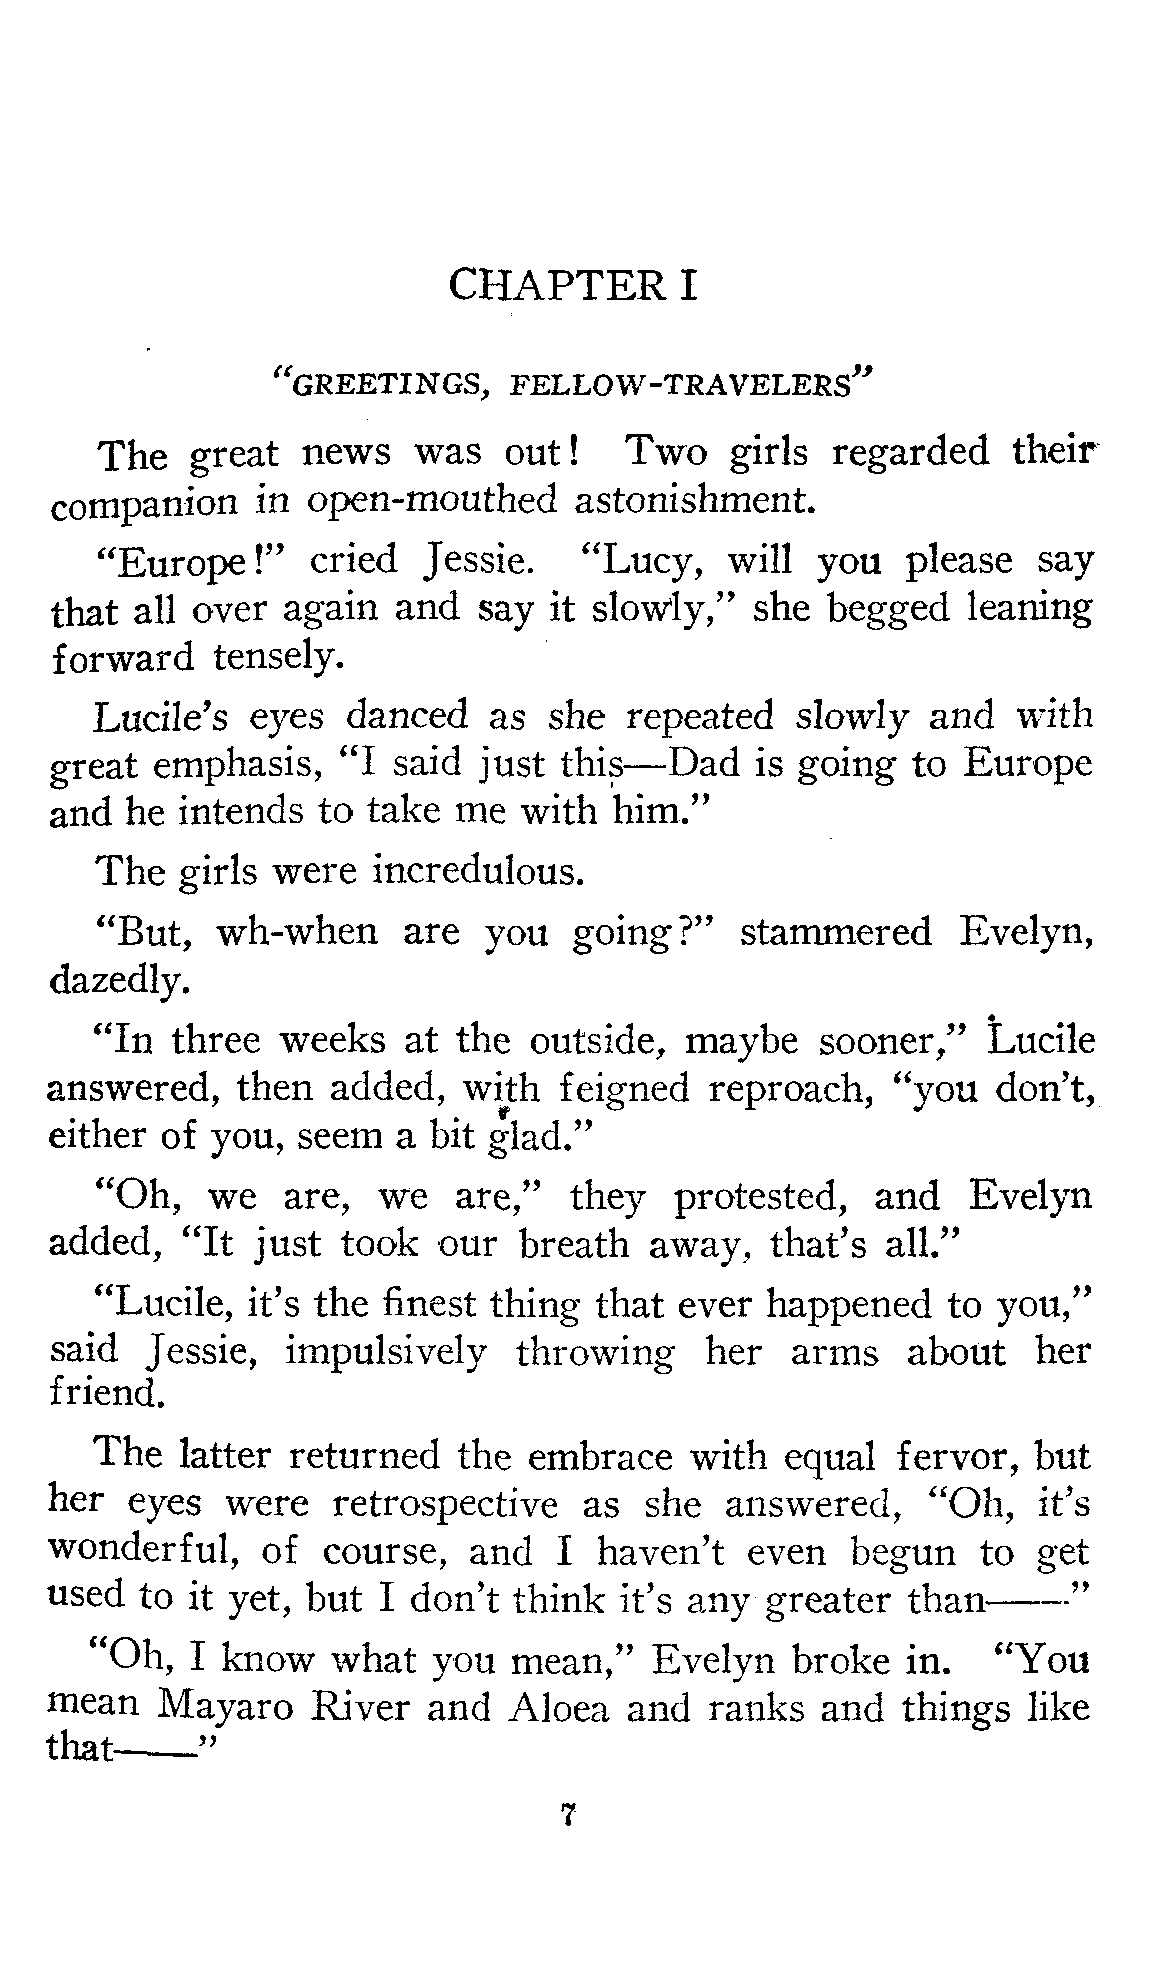 CHAPTER I
“GREETINGS, FELLOW-TRAVELERS”
The great news was out! Two girls regarded their
companion in open-mouthed astonishment.
“Europe!” cried Jessie. “Lucy, will you please say
that all over again and say it slowly,” she begged leaning
forward tensely.
Lucile’s eyes danced as she repeated slowly and with
great emphasis, “I said just this—Dad is going to Europe
and he intends to take me with him.”
The girls were incredulous.
“But, wh-when are you going?” stammered Evelyn,
dazedly.
“In three weeks at the outside, maybe sooner,” Lucile
answered, then added, with feigned reproach, “you don’t,
either of you, seem a bit glad.”
“Oh, we are, we are,” they protested, and Evelyn
added, “It just took our breath away, that’s all.”
“Lucile, it’s the finest thing that ever happened to you,”
said Jessie, impulsively throwing her arms about her
friend.
The latter returned the embrace with equal fervor, but
her eyes were retrospective as she answered, “Oh, it’s
wonderful, of course, and I haven’t even begun to get
used to it yet, but I don’t think it’s any greater than——”
“Oh, I know what you mean,” Evelyn broke in. “You
mean Mayaro River and Aloea and ranks and things like
that——”
7